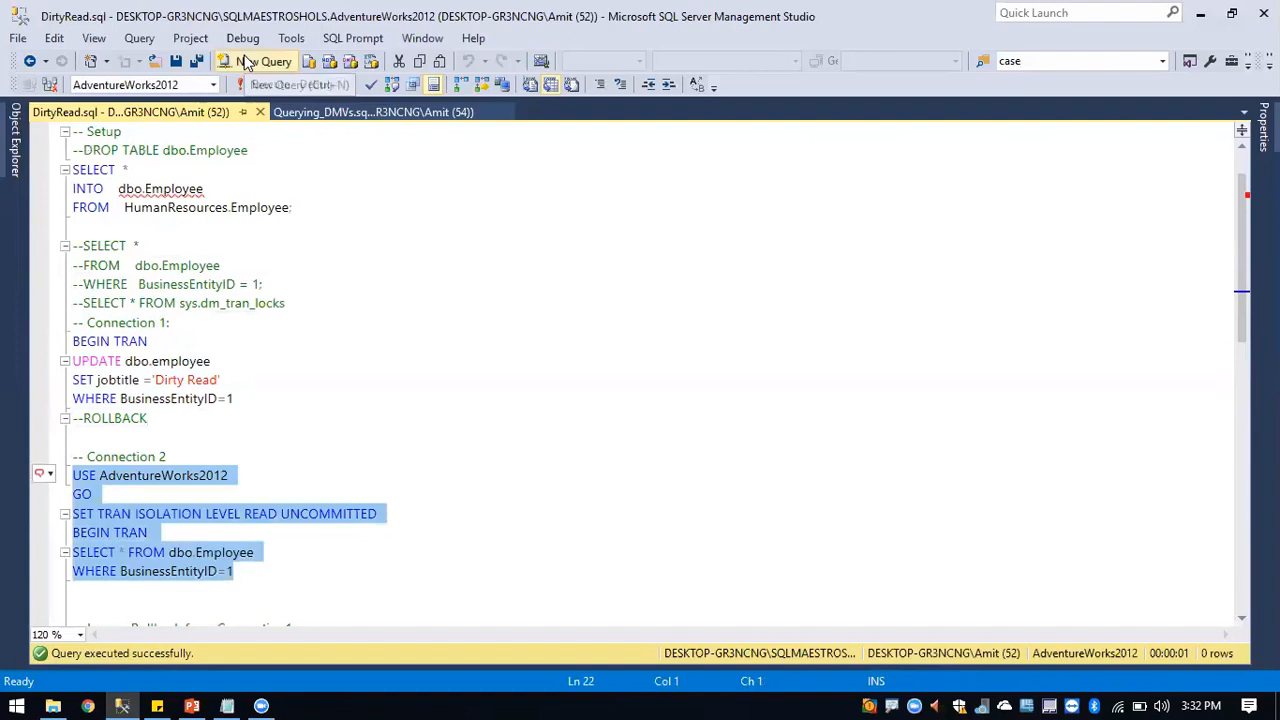 DirtyRead.sql - DESKTOP-GR3NCNG\SQLMAESTROSHOLS.AdventureWorks2012 (DESKTOP-GR3NCNG\Amit (52)) - Microsoft SQL Server Management Studio
Quick Launch
File Edit View Query Project Debug Tools SQL Prompt Window Help
New Query
case
AdventureWorks2012
DirtyRead.sql - D...GR3NCNG\Amit (52))
Querying_DMVs.sq...R3NCNG\Amit (54))
Object Explorer
Properties
-- Setup
--DROP TABLE dbo.Employee
SELECT *
INTO dbo.Employee
FROM HumanResources.Employee;
--SELECT *
--FROM dbo.Employee
--WHERE BusinessEntityID = 1;
--SELECT * FROM sys.dm_tran_locks
-- Connection 1:
BEGIN TRAN
UPDATE dbo.employee
SET jobtitle ='Dirty Read'
WHERE BusinessEntityID=1
--ROLLBACK
-- Connection 2
USE AdventureWorks2012
GO
SET TRAN ISOLATION LEVEL READ UNCOMMITTED
BEGIN TRAN
SELECT * FROM dbo.Employee
WHERE BusinessEntityID=1
120 %
Query executed successfully.
DESKTOP-GR3NCNG\SQLMAESTROS... DESKTOP-GR3NCNG\Amit (52) AdventureWorks2012 00:00:01 0 rows
Ready Ln 22 Col 1 Ch 1 INS
3:32 PM